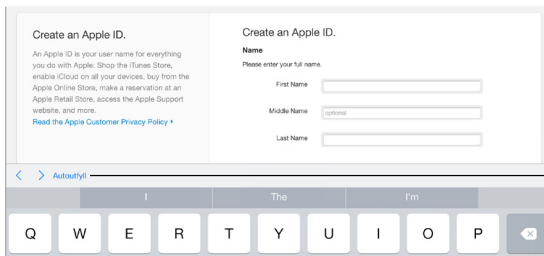 Create an Apple ID.
An Apple ID is your user name for everything
you do with Apple: Shop the iTunes Store,
enable iCloud on all your devices, buy from the
Apple Online Store, make a reservation at an
Apple Retail Store, access the Apple Support
website, and more.
Read the Apple Customer Privacy Policy
Create an Apple ID.
Name
Please enter your full name.
First Name
Middle Name optional
Last Name
Autoutfyll
I The I'm
Q W E R T Y U I O P